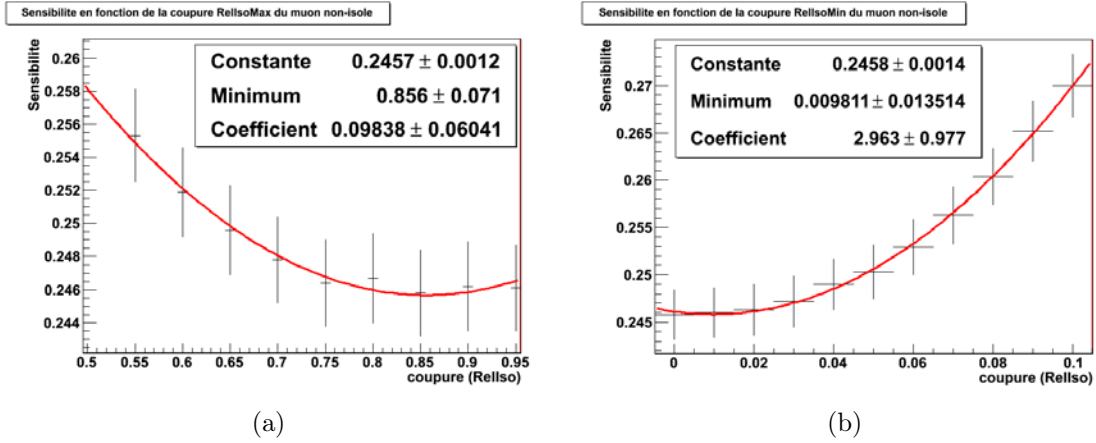 Sensibilite en fonction de la coupure RelIsoMax du muon non-isole
Sensibilite
0.26
0.258
0.256
0.254
0.252
0.25
0.248
0.246
0.244
Constante 0.2457 ± 0.0012
Minimum 0.856 ± 0.071
Coefficient 0.09838 ± 0.06041
0.5 0.55 0.6 0.65 0.7 0.75 0.8 0.85 0.9 0.95
coupure (RelIso)
(a)
Sensibilite en fonction de la coupure RelIsoMin du muon non-isole
Sensibilite
0.27
0.265
0.26
0.255
0.25
0.245
Constante 0.2458 ± 0.0014
Minimum 0.009811 ± 0.013514
Coefficient 2.963 ± 0.977
0 0.02 0.04 0.06 0.08 0.1
coupure (RelIso)
(b)